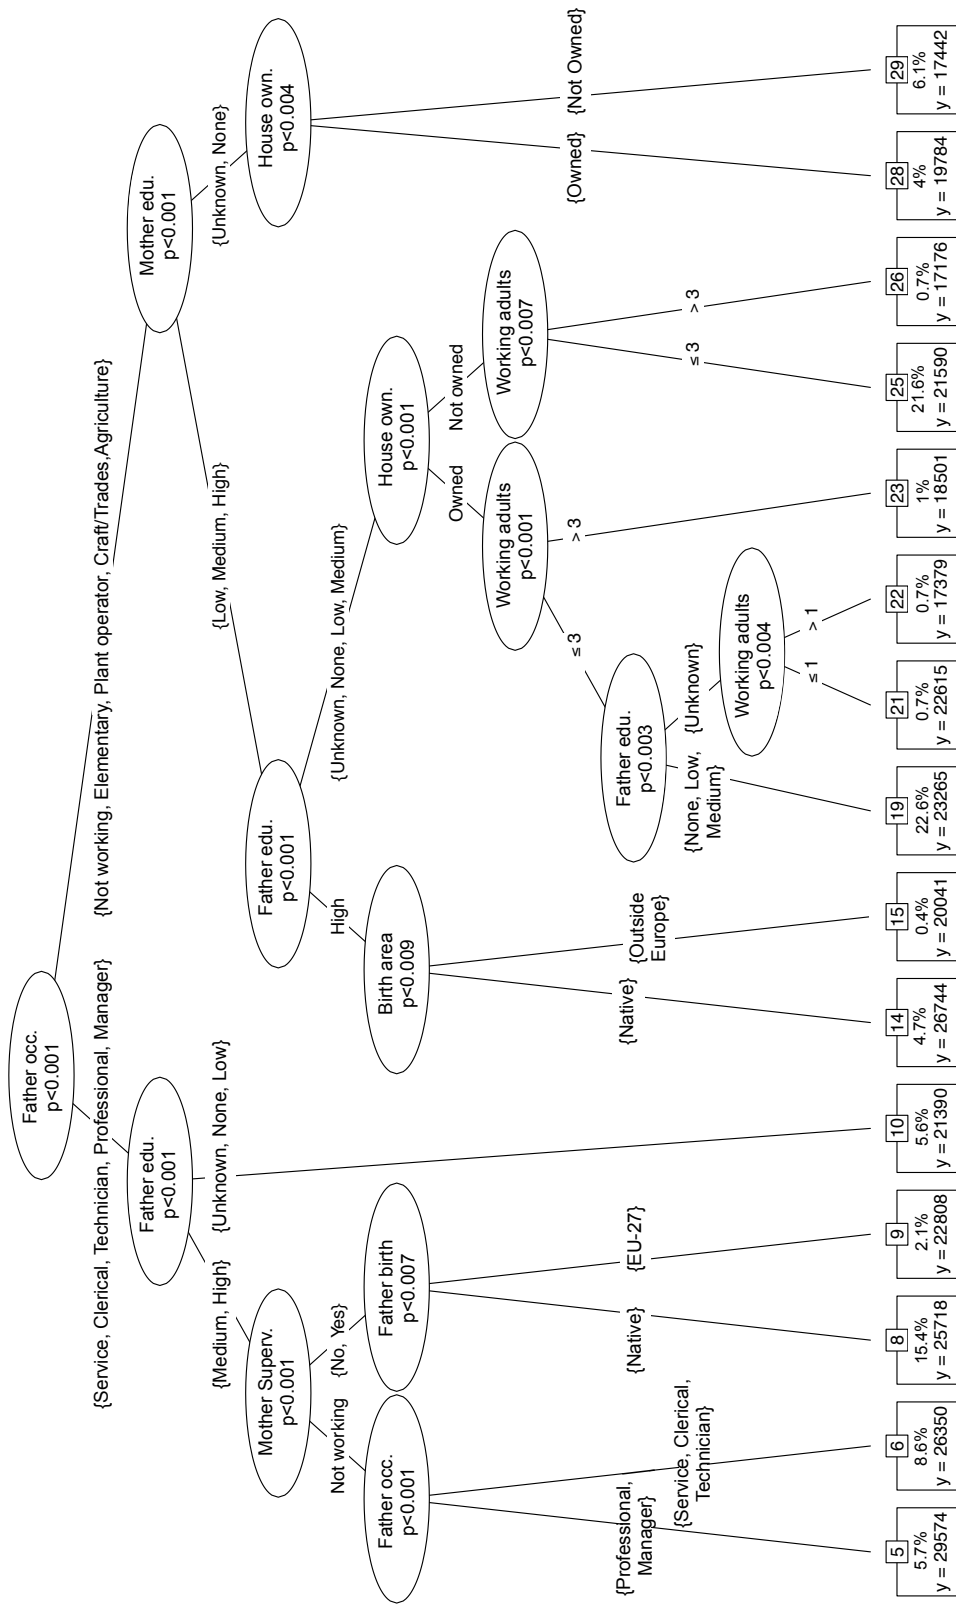 Father occ.
p<0.001
{Service, Clerical, Technician, Professional, Manager}
{Not working, Elementary, Plant operator, Craft/Trades,Agriculture}
Father edu.
p<0.001
Mother edu.
p<0.001
{Medium, High}
{Unknown, None, Low}
{Low, Medium, High}
{Unknown, None}
Mother Superv.
p<0.001
Father edu.
p<0.001
House own.
p<0.004
Not working
{No, Yes}
High
{Unknown, None, Low, Medium}
Father occ.
p<0.001
Father birth
p<0.007
Birth area
p<0.009
House own.
p<0.001
Owned
Not owned
Working adults
p<0.001
Working adults
p<0.007
{Professional,
Manager}
{Service, Clerical,
Technician}
{Native}
{EU-27}
{Native}
{Outside
Europe}
≤ 3
> 3
{Owned}
{Not Owned}
Father edu.
p<0.003
≤ 3
> 3
{None, Low,
Medium}
{Unknown}
Working adults
p<0.004
≤ 1
> 1
5
5.7%
y = 29574
6
8.6%
y = 26350
8
15.4%
y = 25718
9
2.1%
y = 22808
10
5.6%
y = 21390
14
4.7%
y = 26744
15
0.4%
y = 20041
19
22.6%
y = 23265
21
0.7%
y = 22615
22
0.7%
y = 17379
23
1%
y = 18501
25
21.6%
y = 21590
26
0.7%
y = 17176
28
4%
y = 19784
29
6.1%
y = 17442